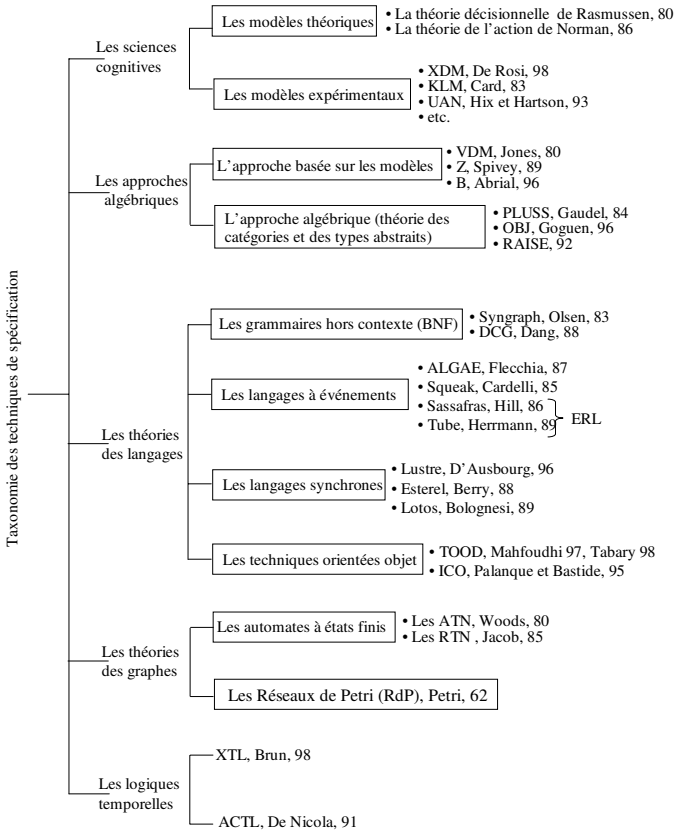 Taxonomie des techniques de spécification
Les sciences
cognitives
Les modèles théoriques
• La théorie décisionnelle de Rasmussen, 80
• La théorie de l'action de Norman, 86
Les modèles expérimentaux
• XDM, De Rosi, 98
• KLM, Card, 83
• UAN, Hix et Hartson, 93
• etc.
Les approches
algébriques
L'approche basée sur les modèles
• VDM, Jones, 80
• Z, Spivey, 89
• B, Abrial, 96
L'approche algébrique (théorie des
catégories et des types abstraits)
• PLUSS, Gaudel, 84
• OBJ, Goguen, 96
• RAISE, 92
Les théories
des langages
Les grammaires hors contexte (BNF)
• Syngraph, Olsen, 83
• DCG, Dang, 88
Les langages à événements
• ALGAE, Flecchia, 87
• Squeak, Cardelli, 85
• Sassafras, Hill, 86
• Tube, Herrmann, 89
ERL
Les langages synchrones
• Lustre, D'Ausbourg, 96
• Esterel, Berry, 88
• Lotos, Bolognesi, 89
Les techniques orientées objet
• TOOD, Mahfoudhi 97, Tabary 98
• ICO, Palanque et Bastide, 95
Les théories
des graphes
Les automates à états finis
• Les ATN, Woods, 80
• Les RTN , Jacob, 85
Les Réseaux de Petri (RdP), Petri, 62
Les logiques
temporelles
XTL, Brun, 98
ACTL, De Nicola, 91